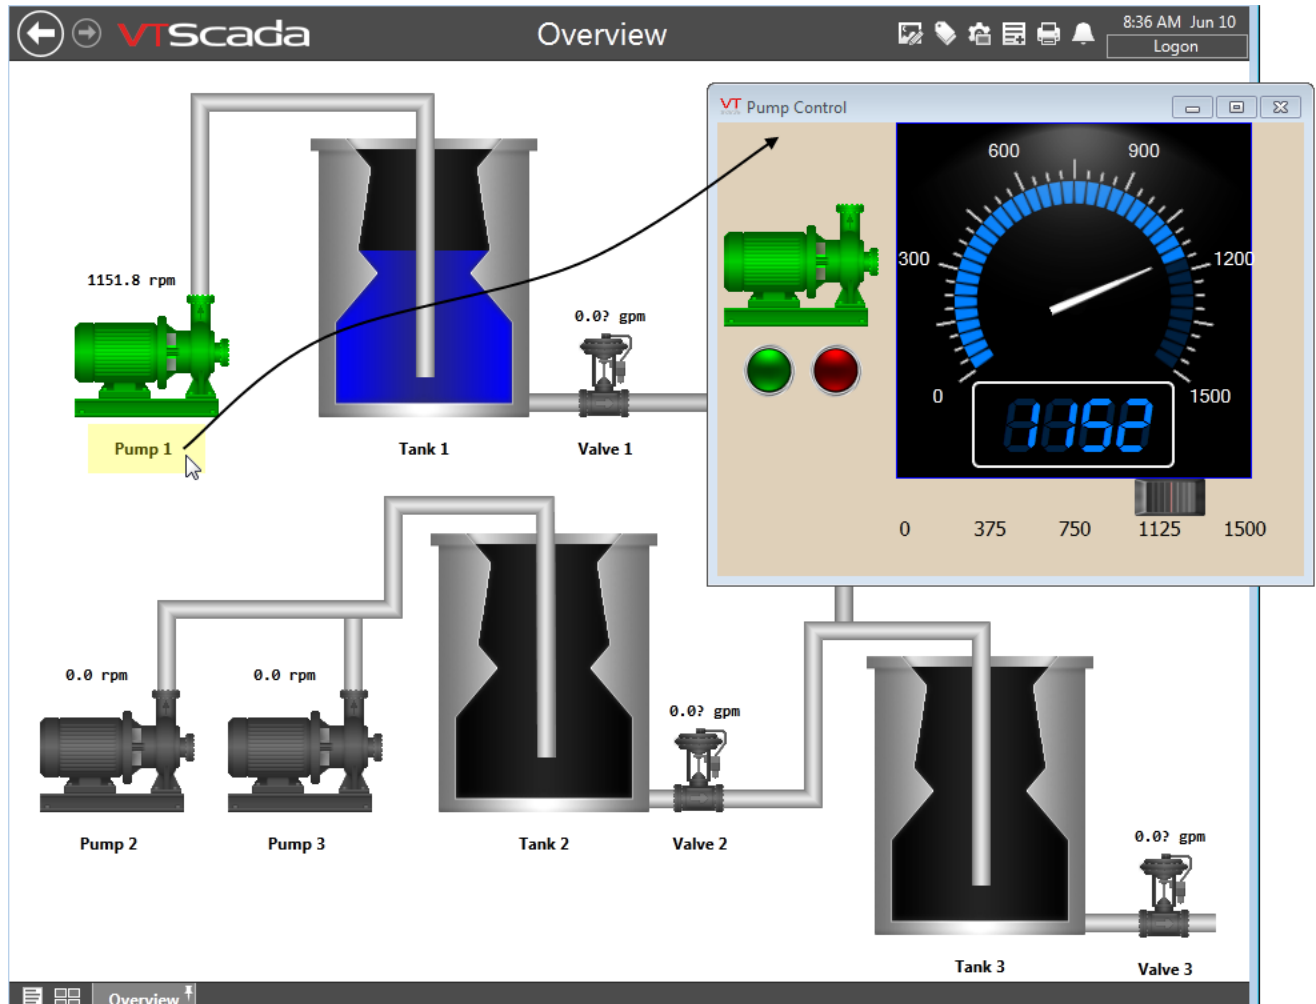 VTScada
Overview
8:36 AM Jun 10
Logon
VT Pump Control
600
900
300
1200
0
1500
1152
0 375 750 1125 1500
1151.8 rpm
0.0? gpm
Pump 1
Tank 1
Valve 1
0.0 rpm
0.0 rpm
0.0? gpm
Pump 2
Pump 3
Tank 2
Valve 2
0.0? gpm
Tank 3
Valve 3
Overview